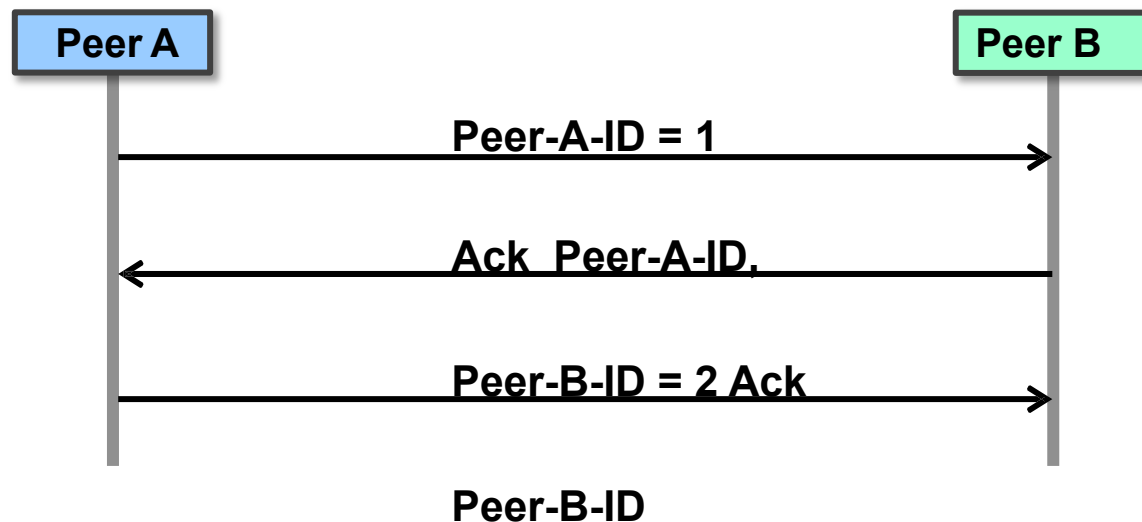 Peer A
Peer B
Peer-A-ID = 1
Ack Peer-A-ID,
Peer-B-ID = 2 Ack
Peer-B-ID